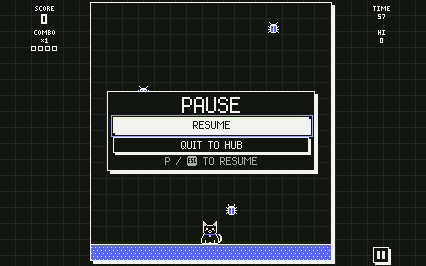 SCORE
0
COMBO
×1
TIME
57
HI
0
PAUSE
RESUME
QUIT TO HUB
P / ESC TO RESUME